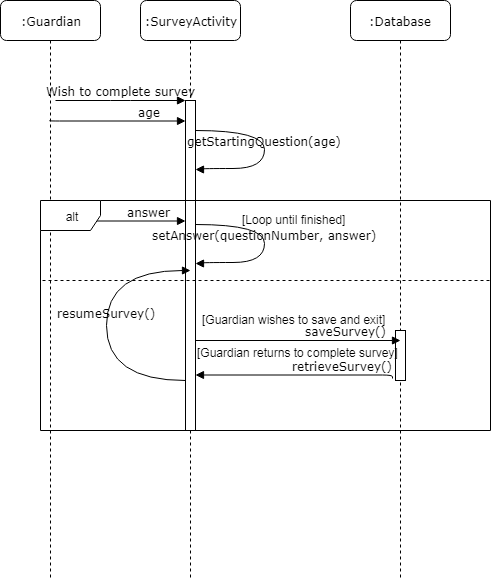 :Guardian
:SurveyActivity
:Database
Wish to complete survey
age
getStartingQuestion(age)
alt
answer
[Loop until finished]
setAnswer(questionNumber, answer)
resumeSurvey()
[Guardian wishes to save and exit]
saveSurvey()
[Guardian returns to complete survey]
retrieveSurvey()